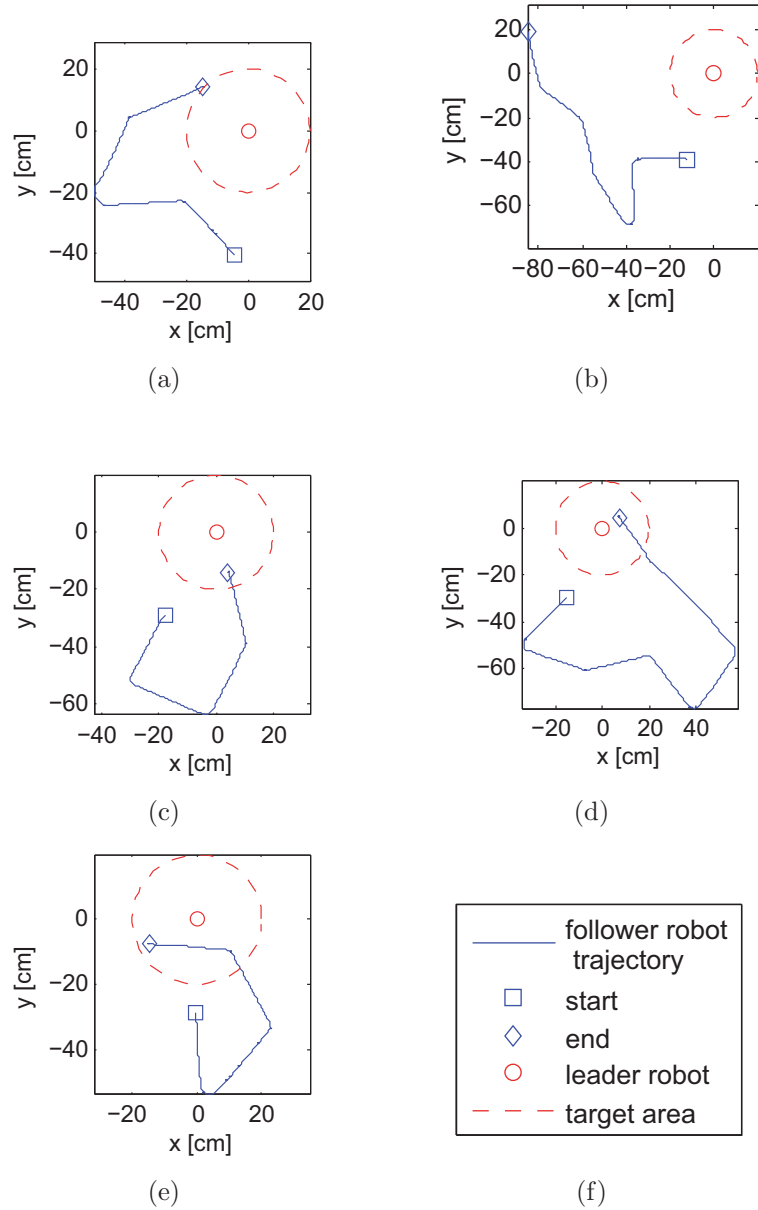 20
0
−20
−40
y [cm]
−40 −20 0 20
x [cm]
(a)
20
0
−20
−40
−60
y [cm]
−80 −60 −40 −20 0
x [cm]
(b)
0
−20
−40
−60
y [cm]
−40 −20 0 20
x [cm]
(c)
0
−20
−40
−60
y [cm]
−20 0 20 40
x [cm]
(d)
0
−20
−40
y [cm]
−20 0 20
x [cm]
(e)
follower robot
trajectory
start
end
leader robot
target area
(f)